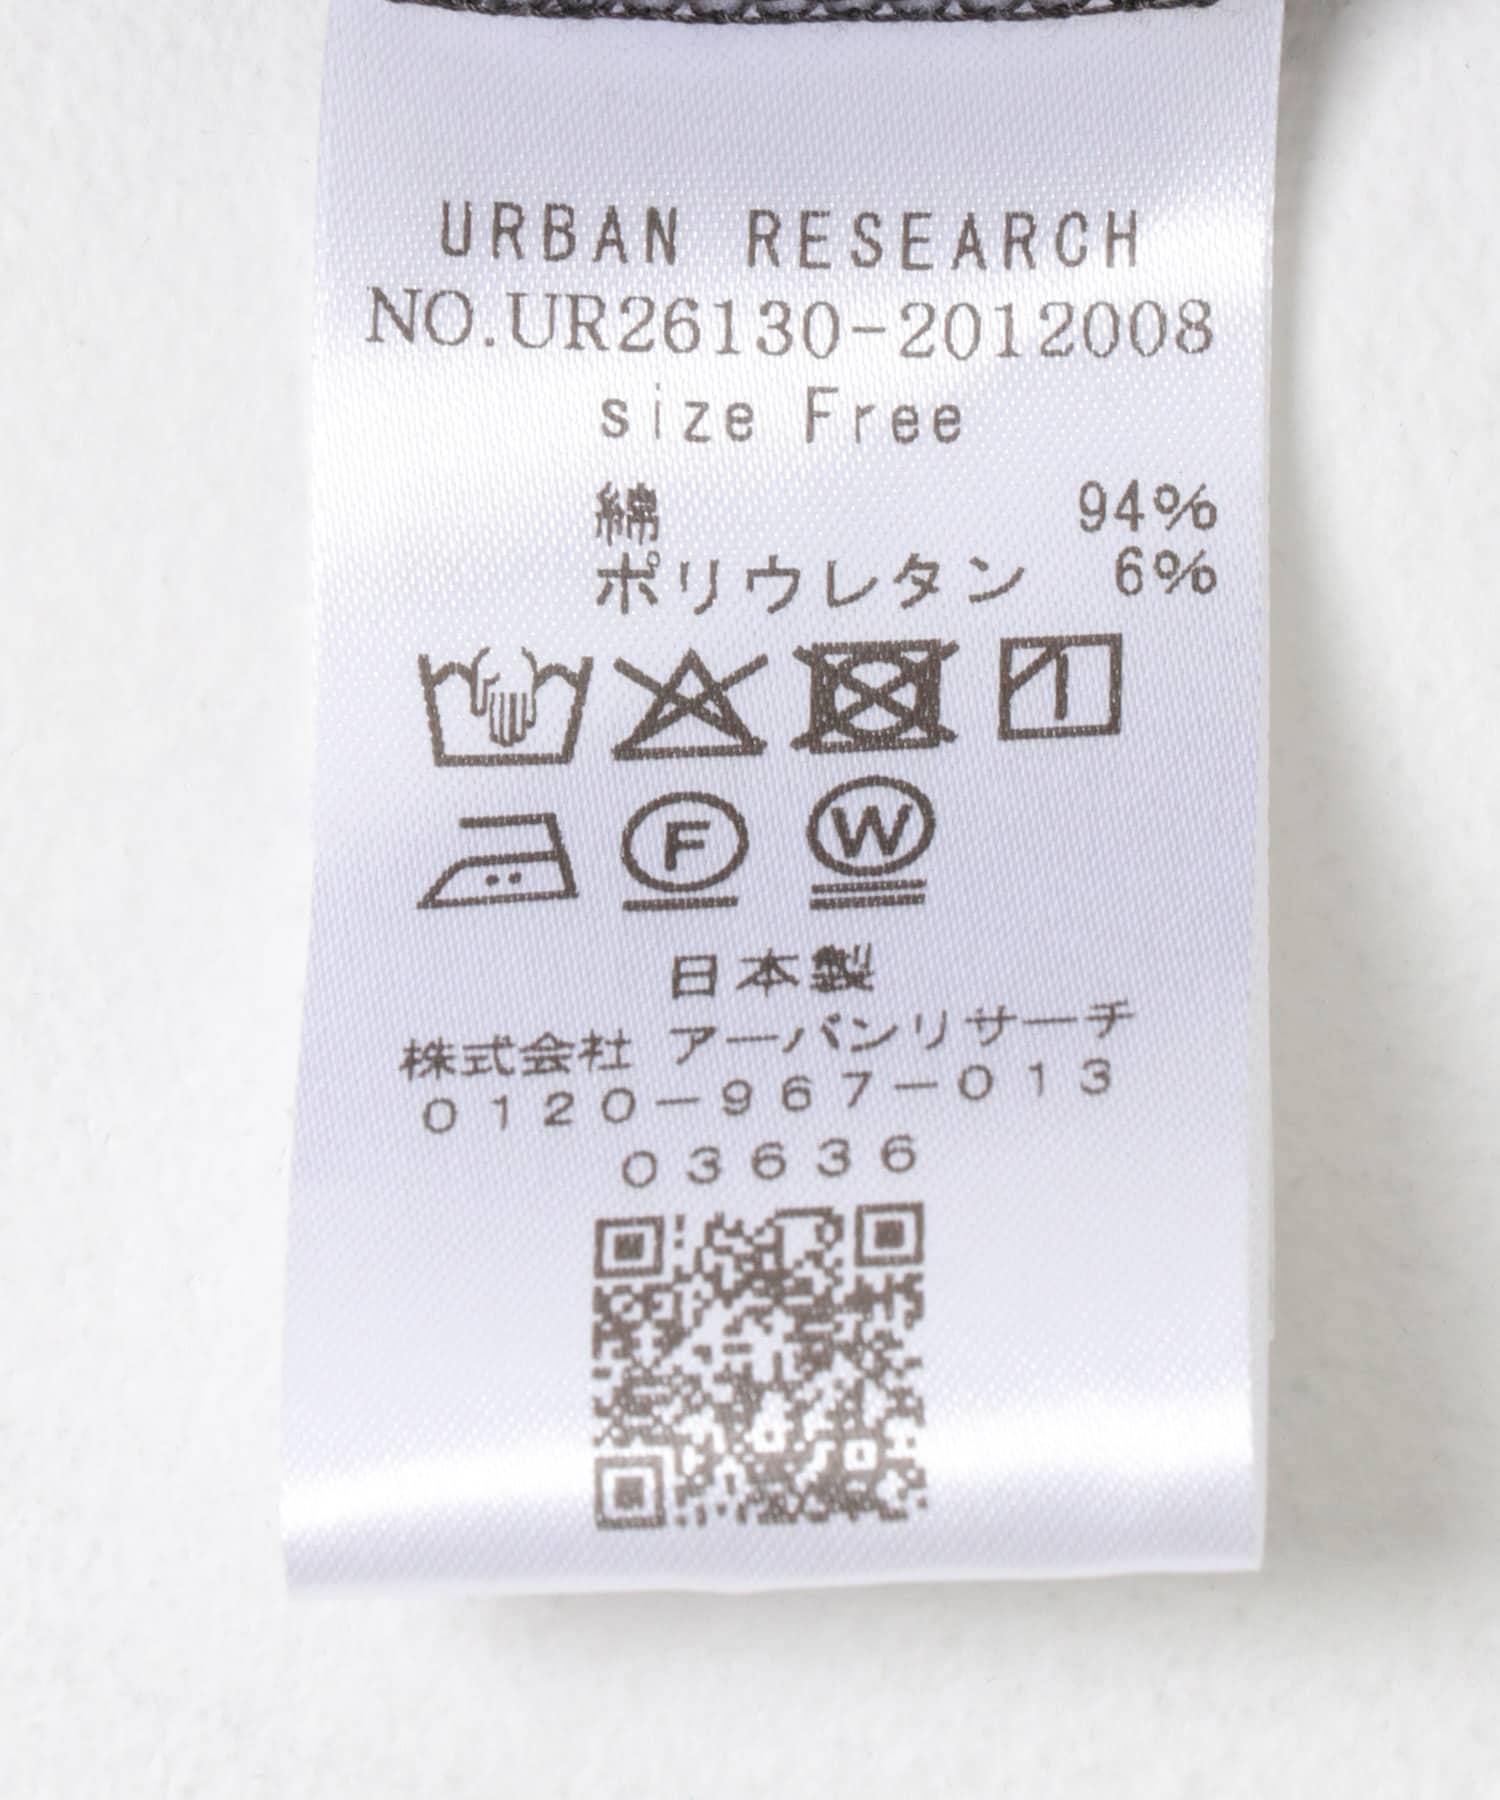 URBAN RESEARCH
NO.UR26130-2012008
size Free
綿 94%
ポリウレタン 6%
F W
日本製
株式会社 アーバンリサーチ
0120-967-013
03636